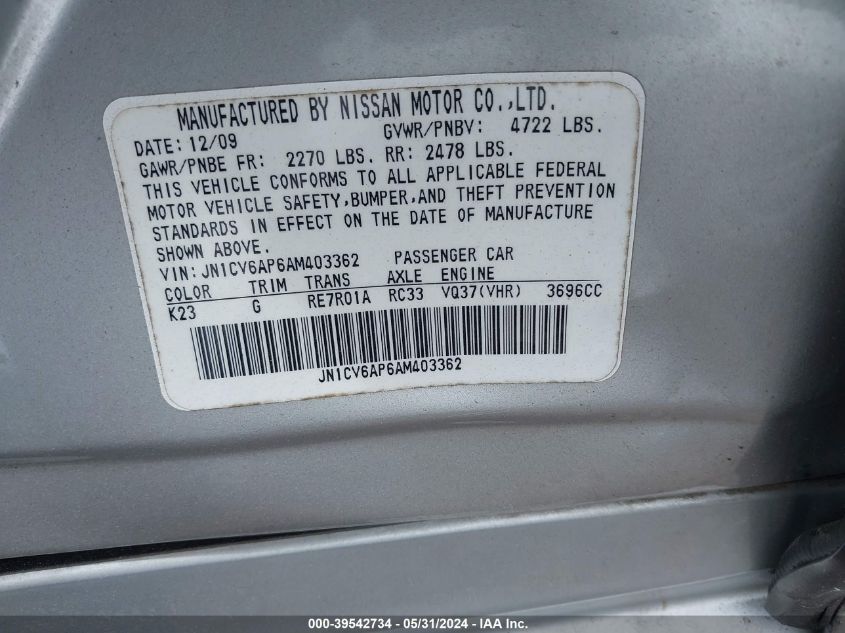 MANUFACTURED BY NISSAN MOTOR CO.,LTD.
DATE: 12/09 GVWR/PNBV: 4722 LBS.
GAWR/PNBE FR: 2270 LBS. RR: 2478 LBS.
THIS VEHICLE CONFORMS TO ALL APPLICABLE FEDERAL
MOTOR VEHICLE SAFETY,BUMPER,AND THEFT PREVENTION
STANDARDS IN EFFECT ON THE DATE OF MANUFACTURE
SHOWN ABOVE.
VIN:JN1CV6AP6AM403362 PASSENGER CAR
COLOR TRIM TRANS AXLE ENGINE
K23 G RE7R01A RC33 VQ37(VHR) 3696CC
JN1CV6AP6AM403362
000-39542734 - 05/31/2024 - IAA Inc.